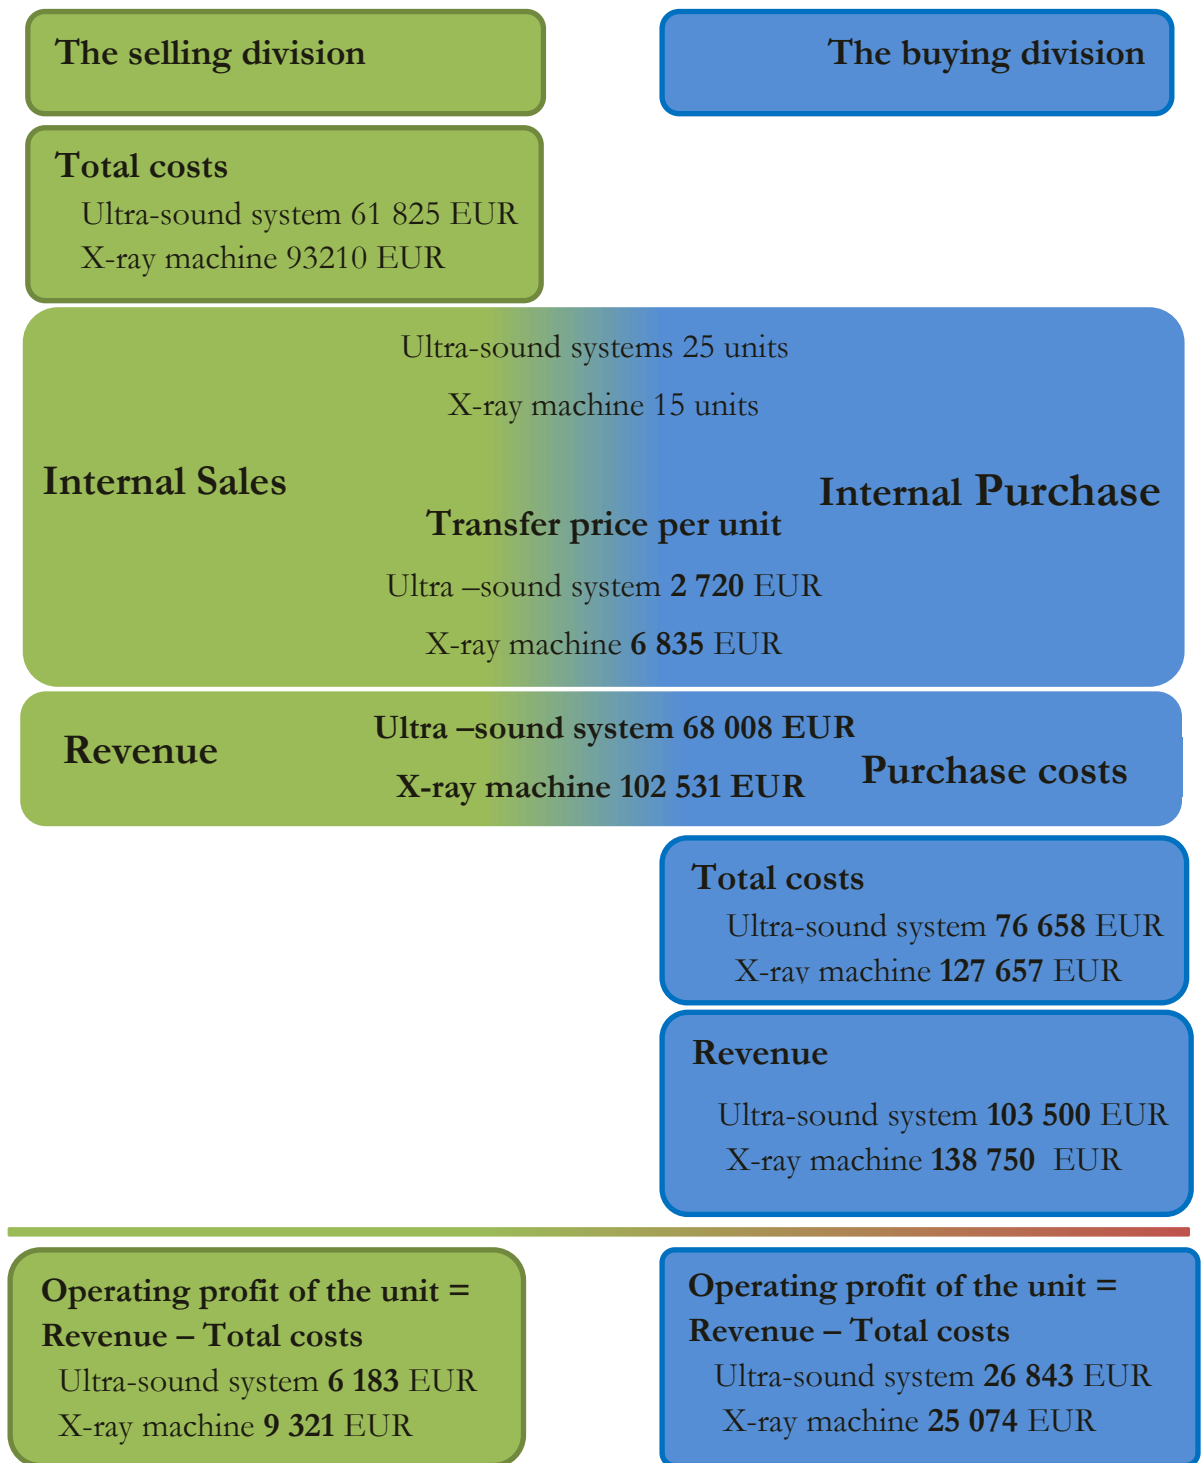 The selling division
The buying division
Total costs
Ultra-sound system 61 825 EUR
X-ray machine 93210 EUR
Ultra-sound systems 25 units
X-ray machine 15 units
Internal Sales
Internal Purchase
Transfer price per unit
Ultra –sound system 2 720 EUR
X-ray machine 6 835 EUR
Revenue
Ultra –sound system 68 008 EUR
X-ray machine 102 531 EUR
Purchase costs
Total costs
Ultra-sound system 76 658 EUR
X-ray machine 127 657 EUR
Revenue
Ultra-sound system 103 500 EUR
X-ray machine 138 750 EUR
Operating profit of the unit =
Revenue – Total costs
Ultra-sound system 6 183 EUR
X-ray machine 9 321 EUR
Operating profit of the unit =
Revenue – Total costs
Ultra-sound system 26 843 EUR
X-ray machine 25 074 EUR